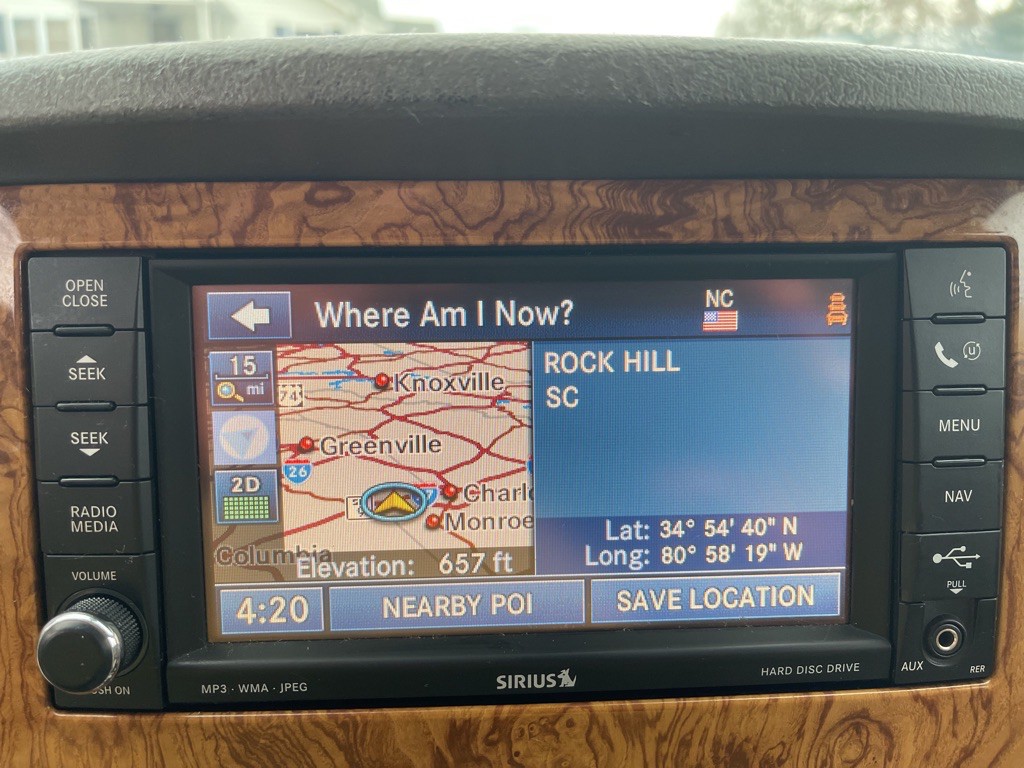 OPEN
CLOSE
SEEK
SEEK
RADIO
MEDIA
VOLUME
SH ON
Where Am I Now?
NC
15
mi
2D
74
Knoxville
Greenville
26
Charl
Monroe
Columbia
Elevation: 657 ft
ROCK HILL
SC
Lat: 34° 54' 40" N
Long: 80° 58' 19" W
4:20
NEARBY POI
SAVE LOCATION
MP3 · WMA · JPEG
SIRIUS
HARD DISC DRIVE
MENU
NAV
PULL
AUX
RER